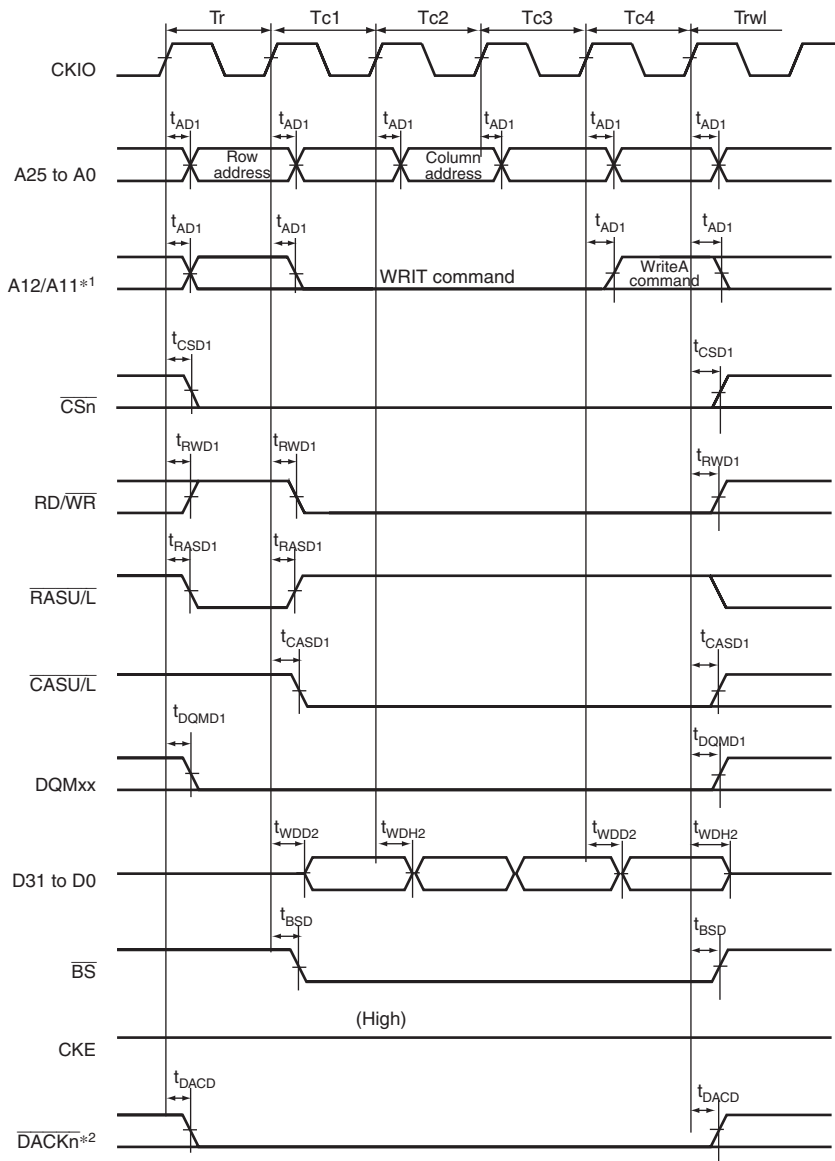 Tr Tc1 Tc2 Tc3 Tc4 Trwl
CKIO
tAD1 tAD1 tAD1 tAD1 tAD1 tAD1
A25 to A0
Row address
Column address
tAD1 tAD1 tAD1 tAD1
A12/A11*1
WRIT command
WriteA command
tCSD1 tCSD1
CSn
tRWD1 tRWD1 tRWD1
RD/WR
tRASD1 tRASD1
RASU/L
tCASD1 tCASD1
CASU/L
tDQMD1 tDQMD1
DQMxx
tWDD2 tWDH2 tWDD2 tWDH2
D31 to D0
tBSD tBSD
BS
(High)
CKE
tDACD tDACD
DACKn*2